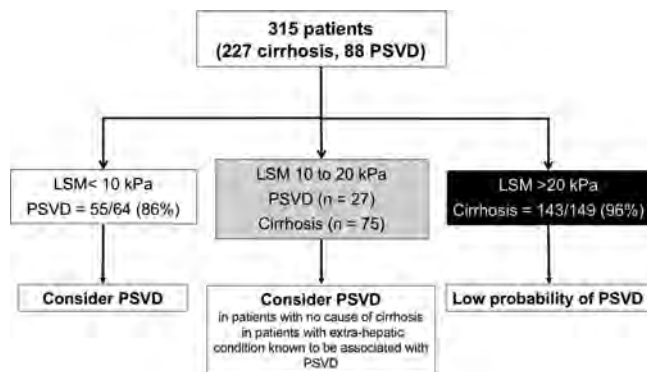 315 patients
(227 cirrhosis, 88 PSVD)
LSM< 10 kPa
PSVD = 55/64 (86%)
LSM 10 to 20 kPa
PSVD (n = 27)
Cirrhosis (n = 75)
LSM >20 kPa
Cirrhosis = 143/149 (96%)
Consider PSVD
Consider PSVD
in patients with no cause of cirrhosis
in patients with extra-hepatic
condition known to be associated with
PSVD
Low probability of PSVD